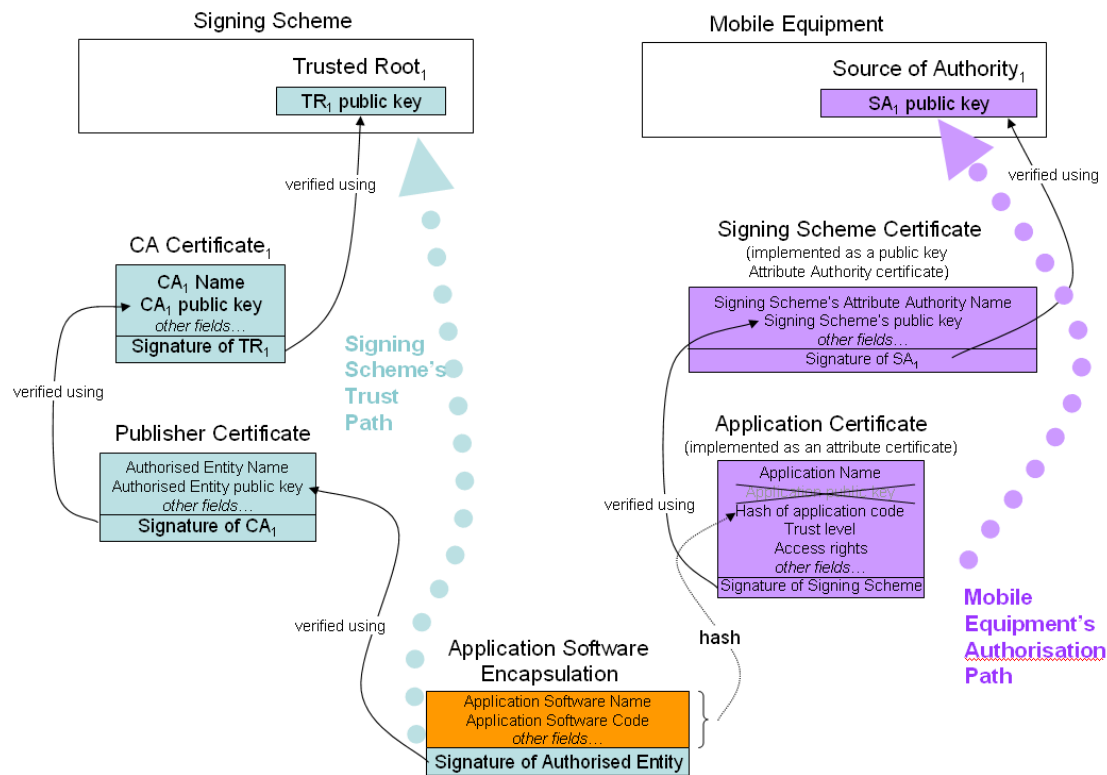 Signing Scheme
Trusted Root1
TR1 public key
verified using
CA Certificate1
CA1 Name
CA1 public key
other fields…
Signature of TR1
verified using
Signing
Scheme's
Trust
Path
Publisher Certificate
Authorised Entity Name
Authorised Entity public key
other fields…
Signature of CA1
verified using
Application Software
Encapsulation
Application Software Name
Application Software Code
other fields…
Signature of Authorised Entity
hash
Mobile Equipment
Source of Authority1
SA1 public key
verified using
Signing Scheme Certificate
(implemented as a public key
Attribute Authority certificate)
Signing Scheme's Attribute Authority Name
Signing Scheme's public key
other fields…
Signature of SA1
verified using
Application Certificate
(implemented as an attribute certificate)
Application Name
Application public key
Hash of application code
Trust level
Access rights
other fields…
Signature of Signing Scheme
Mobile
Equipment's
Authorisation
Path